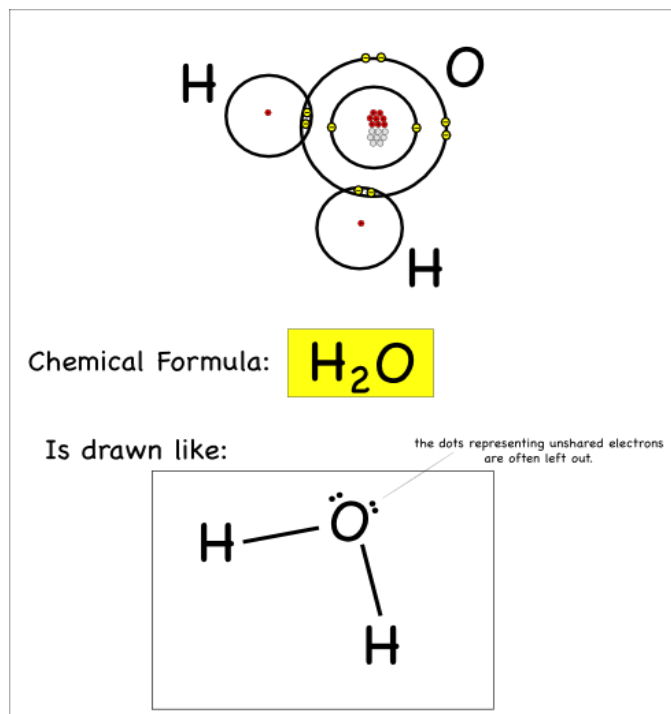 H
O
H
Chemical Formula: H₂O
Is drawn like:
the dots representing unshared electrons
are often left out.
O
H
H